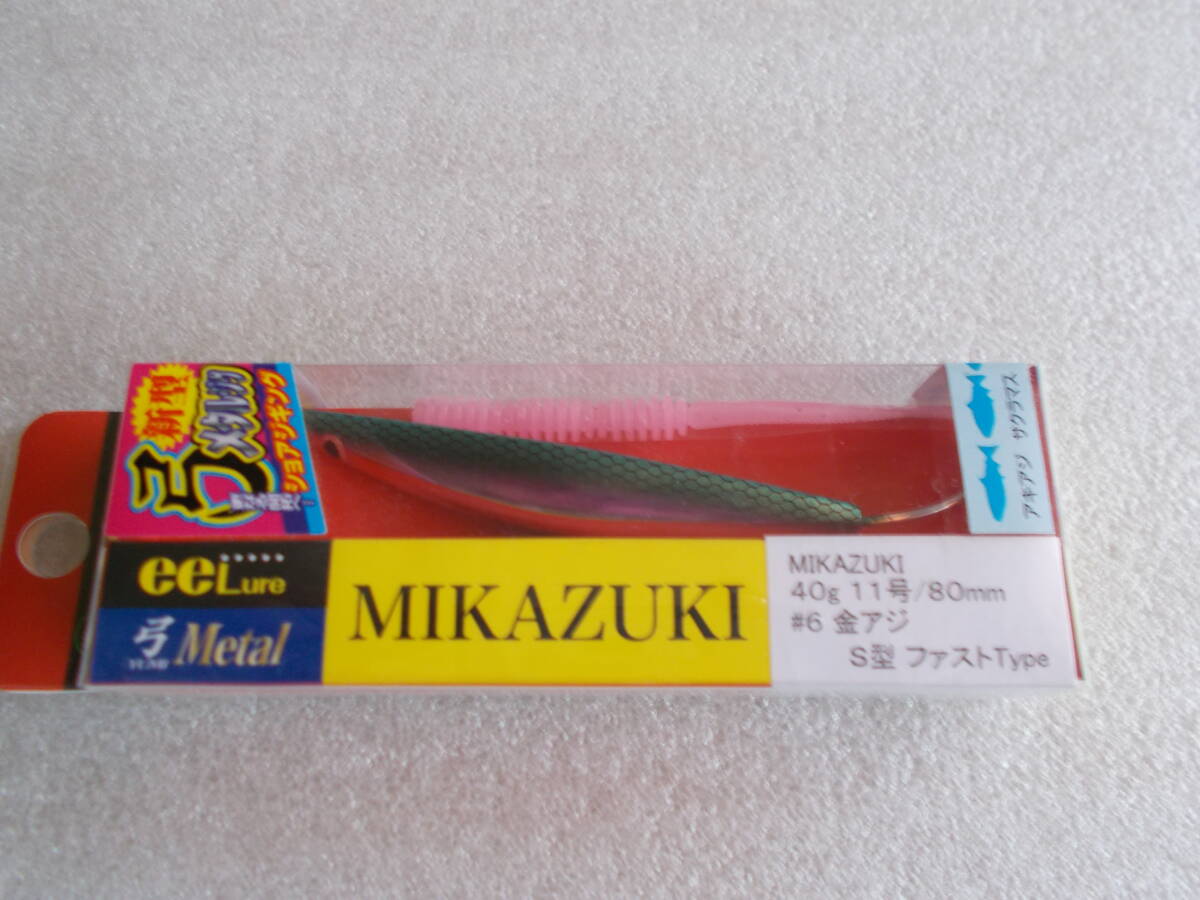 新型
弓
メタルジグ
ショアジギング
eeLure
弓
YUMI
Metal
MIKAZUKI
MIKAZUKI
40g 11号/80mm
#6 金アジ
S型 ファストType
アキアジ サクラマス